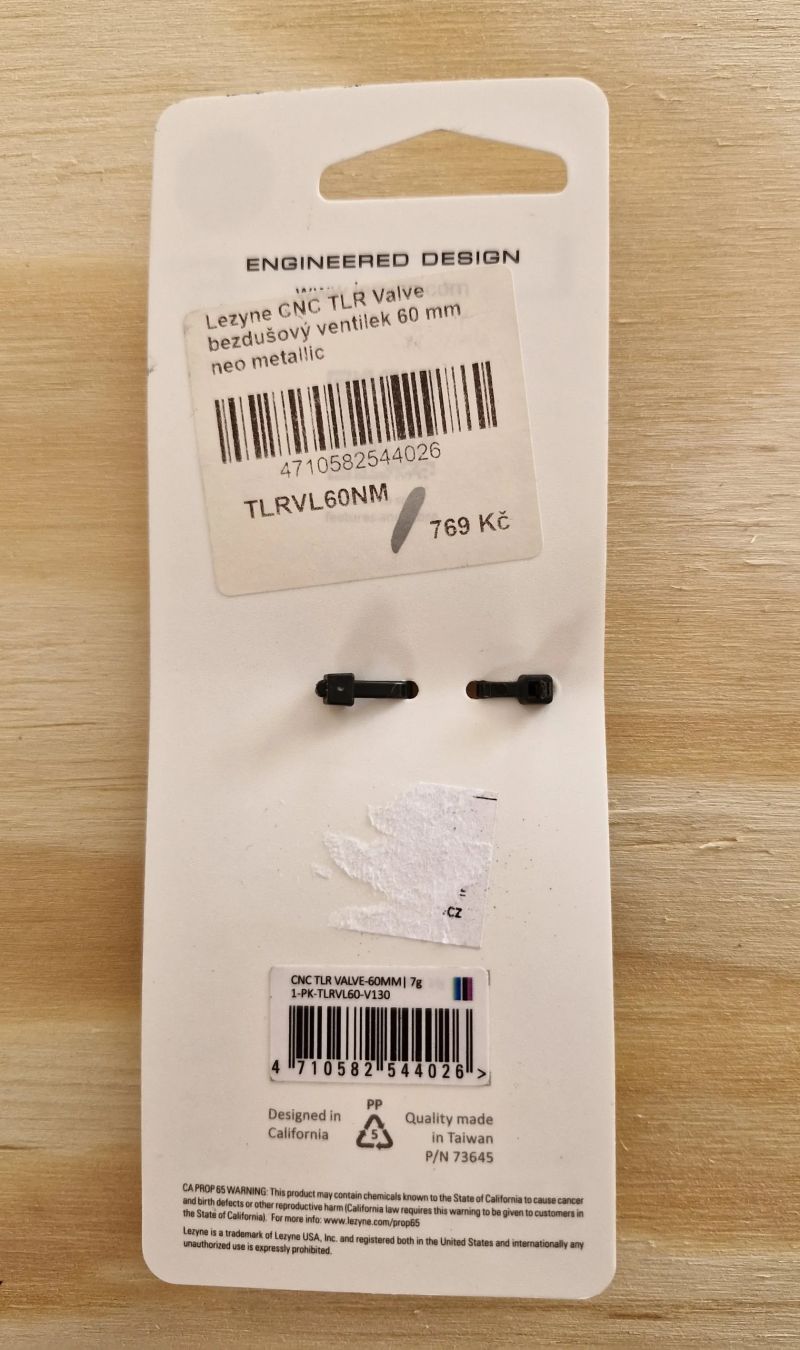 ENGINEERED DESIGN
Lezyne CNC TLR Valve
bezdušový ventilek 60 mm
neo metallic
4710582544026
TLRVL60NM
769 Kč
CZ
CNC TLR VALVE-60MM| 7g
1-PK-TLRVL60-V130
4 710582 544026 >
PP
5
Designed in
California
Quality made
in Taiwan
P/N 73645
CA PROP 65 WARNING: This product may contain chemicals known to the State of California to cause cancer
and birth defects or other reproductive harm (California law requires this warning to be given to customers in
the State of California). For more info: www.lezyne.com/prop65
Lezyne is a trademark of Lezyne USA, Inc. and registered both in the United States and internationally any
unauthorized use is expressly prohibited.